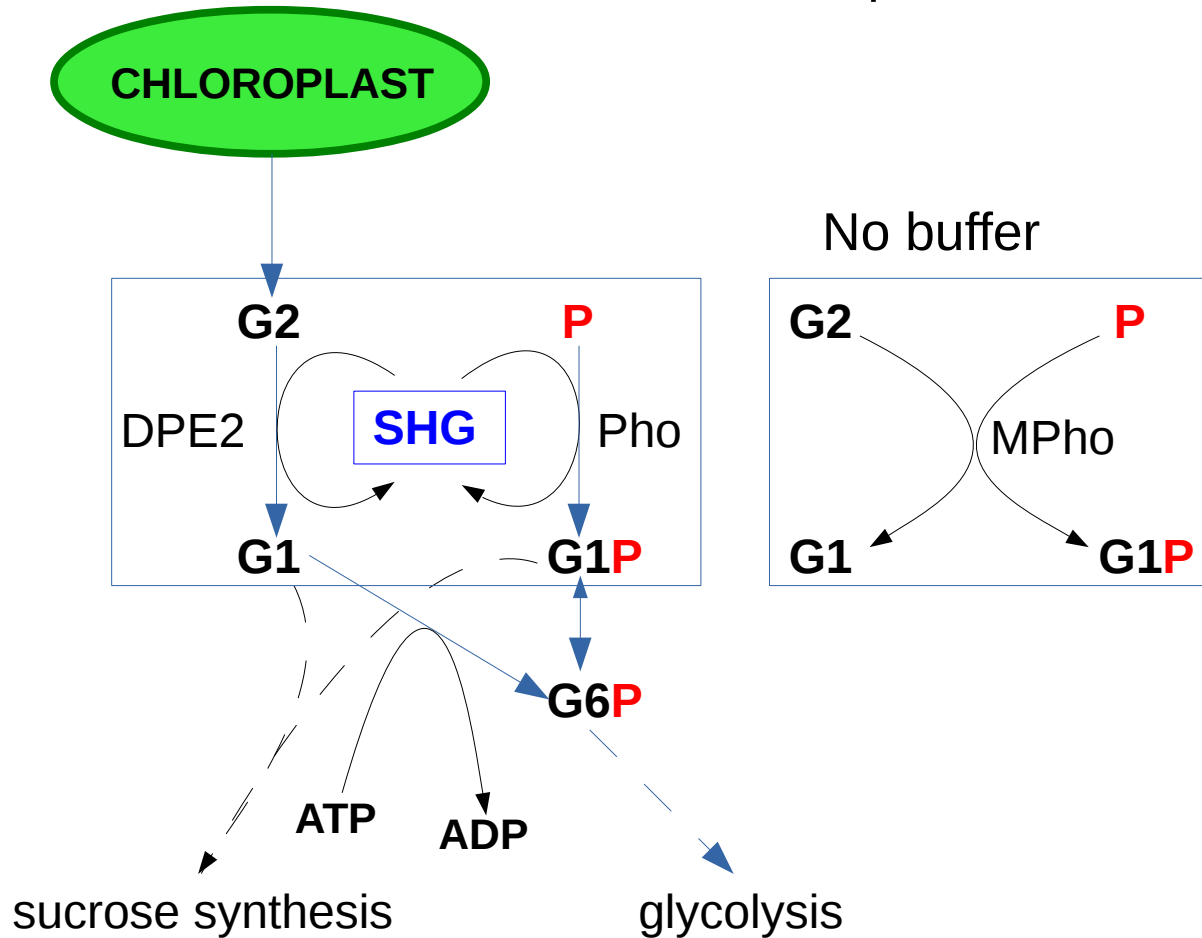 CHLOROPLAST
No buffer
G2 P
DPE2 SHG Pho
G1 G1P
G2 P
MPho
G1 G1P
G6P
ATP
ADP
sucrose synthesis
glycolysis